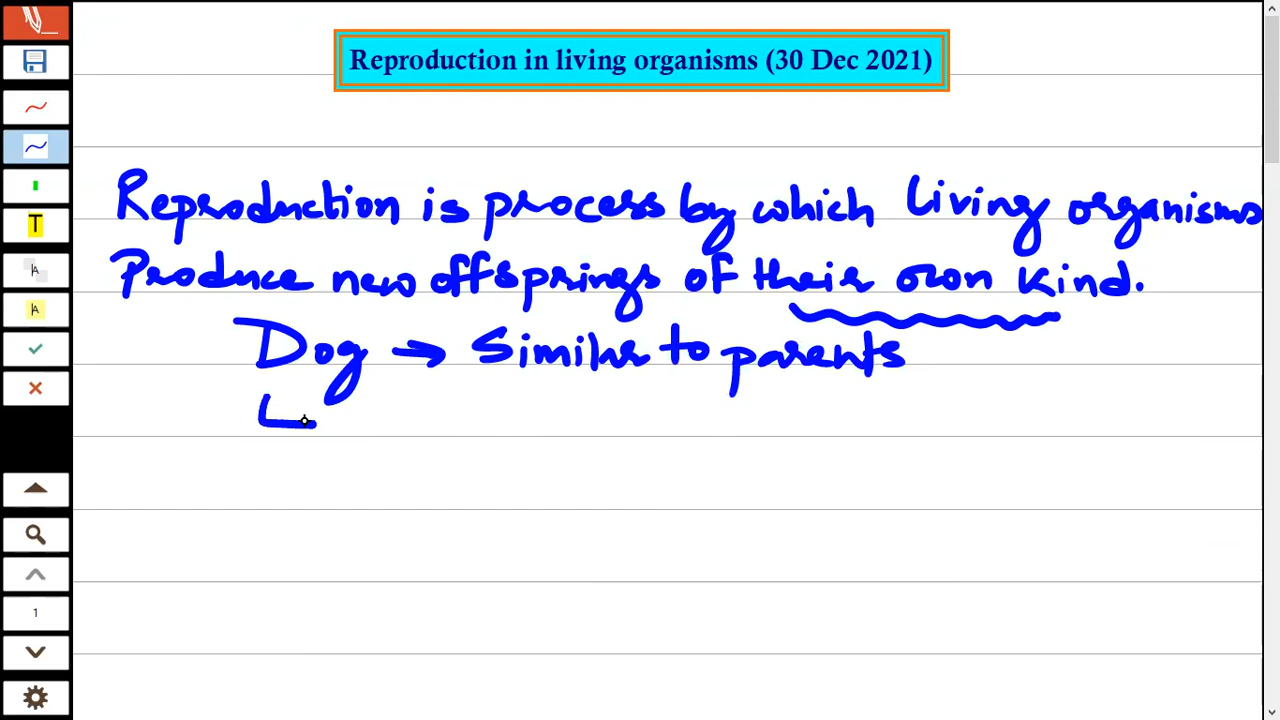 Reproduction in living organisms (30 Dec 2021)
Reproduction is process by which living organisms
Produce new offsprings of their own kind.
Dog → Similar to parents
T
A
A
1